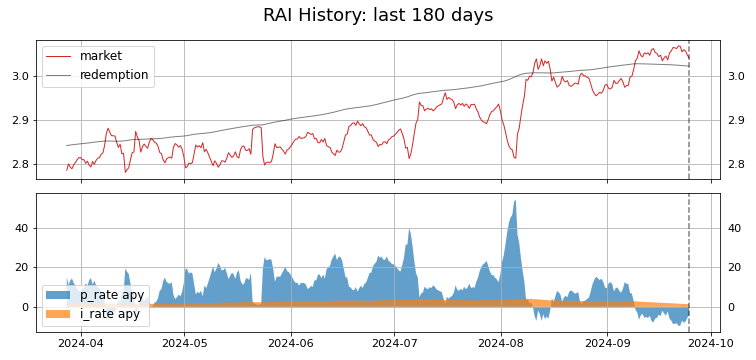 RAI History: last 180 days
market
redemption
3.0 3.0
2.9 2.9
2.8 2.8
40 40
20 20
0 0
p_rate apy
i_rate apy
2024-04 2024-05 2024-06 2024-07 2024-08 2024-09 2024-10